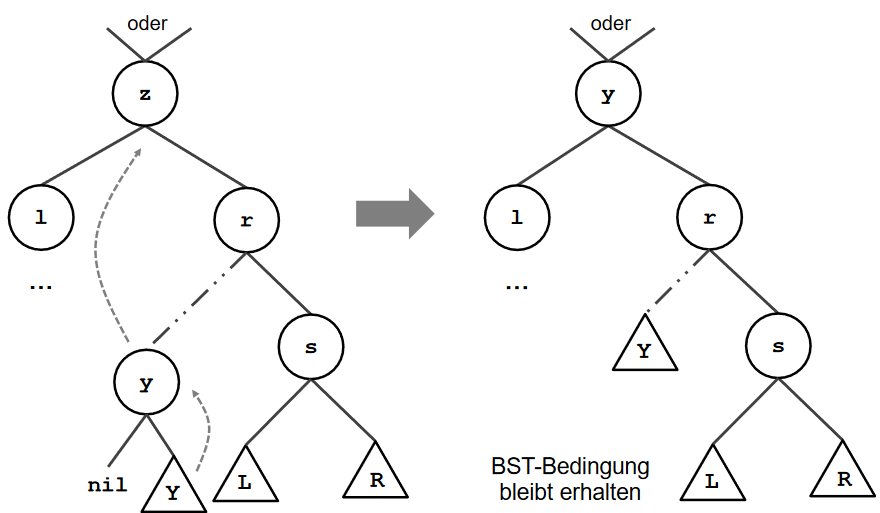 oder
z
l
r
...
y
s
nil
Y
L
R
oder
y
l
r
...
Y
s
L
R
BST-Bedingung
bleibt erhalten